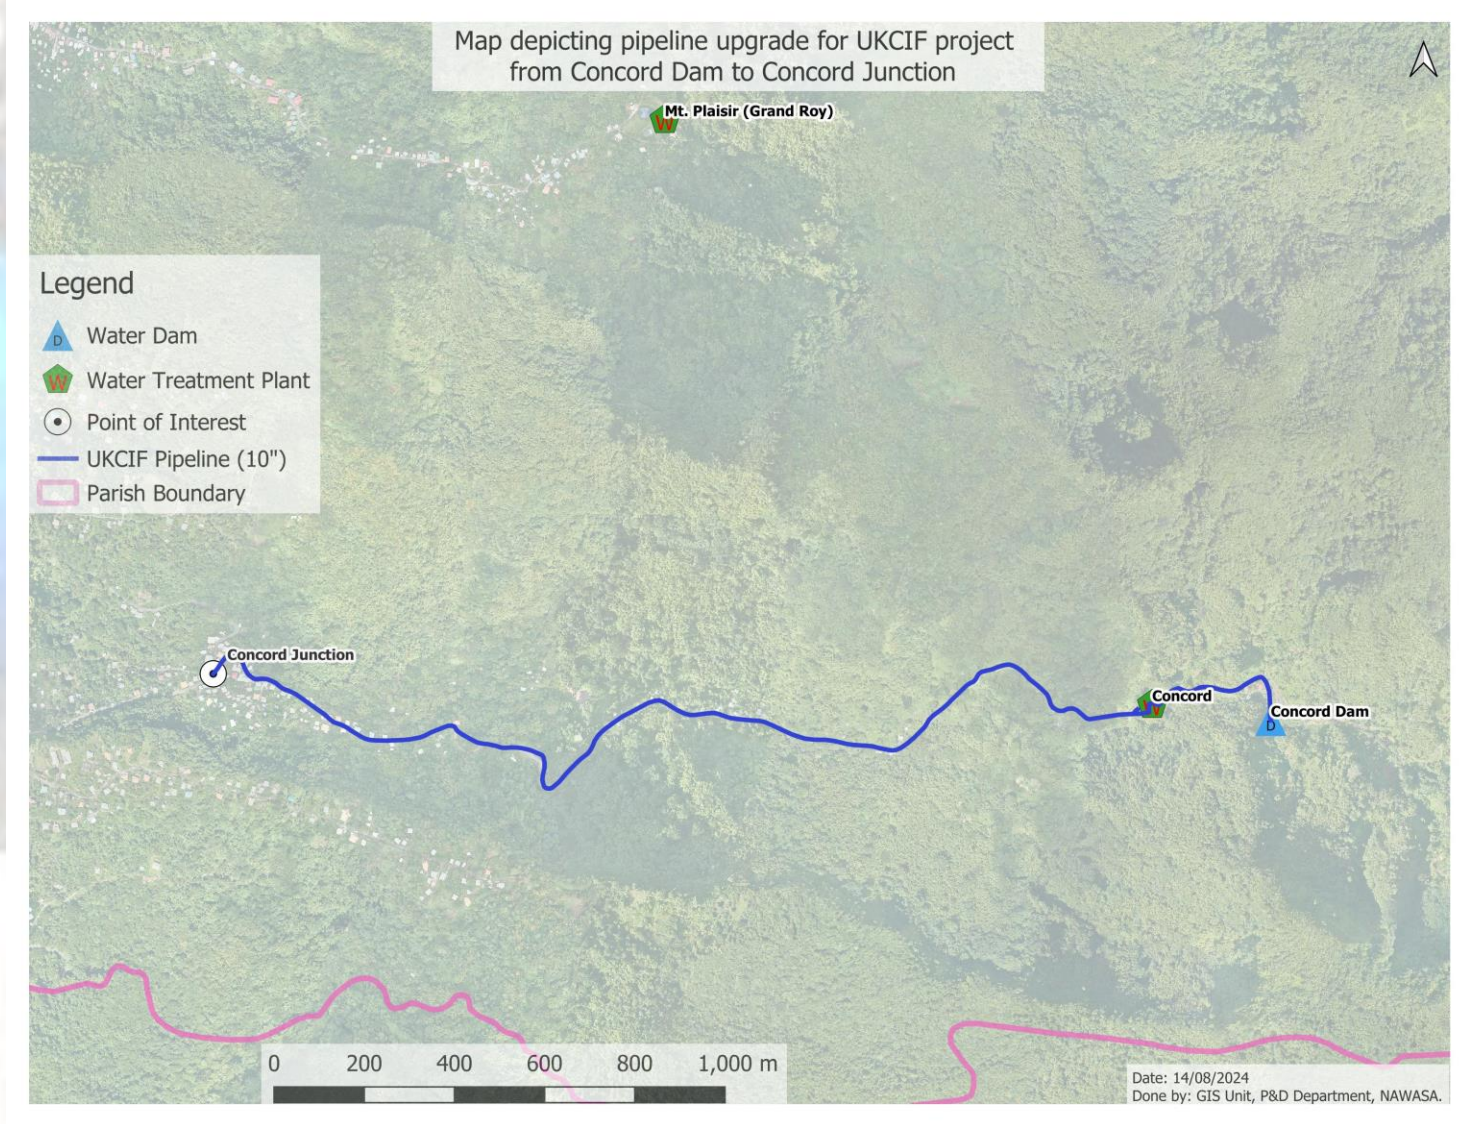 Map depicting pipeline upgrade for UKCIF project
from Concord Dam to Concord Junction
Mt. Plaisir (Grand Roy)
W
Legend
D Water Dam
W Water Treatment Plant
Point of Interest
UKCIF Pipeline (10")
Parish Boundary
Concord Junction
Concord
W
Concord Dam
D
0 200 400 600 800 1,000 m
Date: 14/08/2024
Done by: GIS Unit, P&D Department, NAWASA.